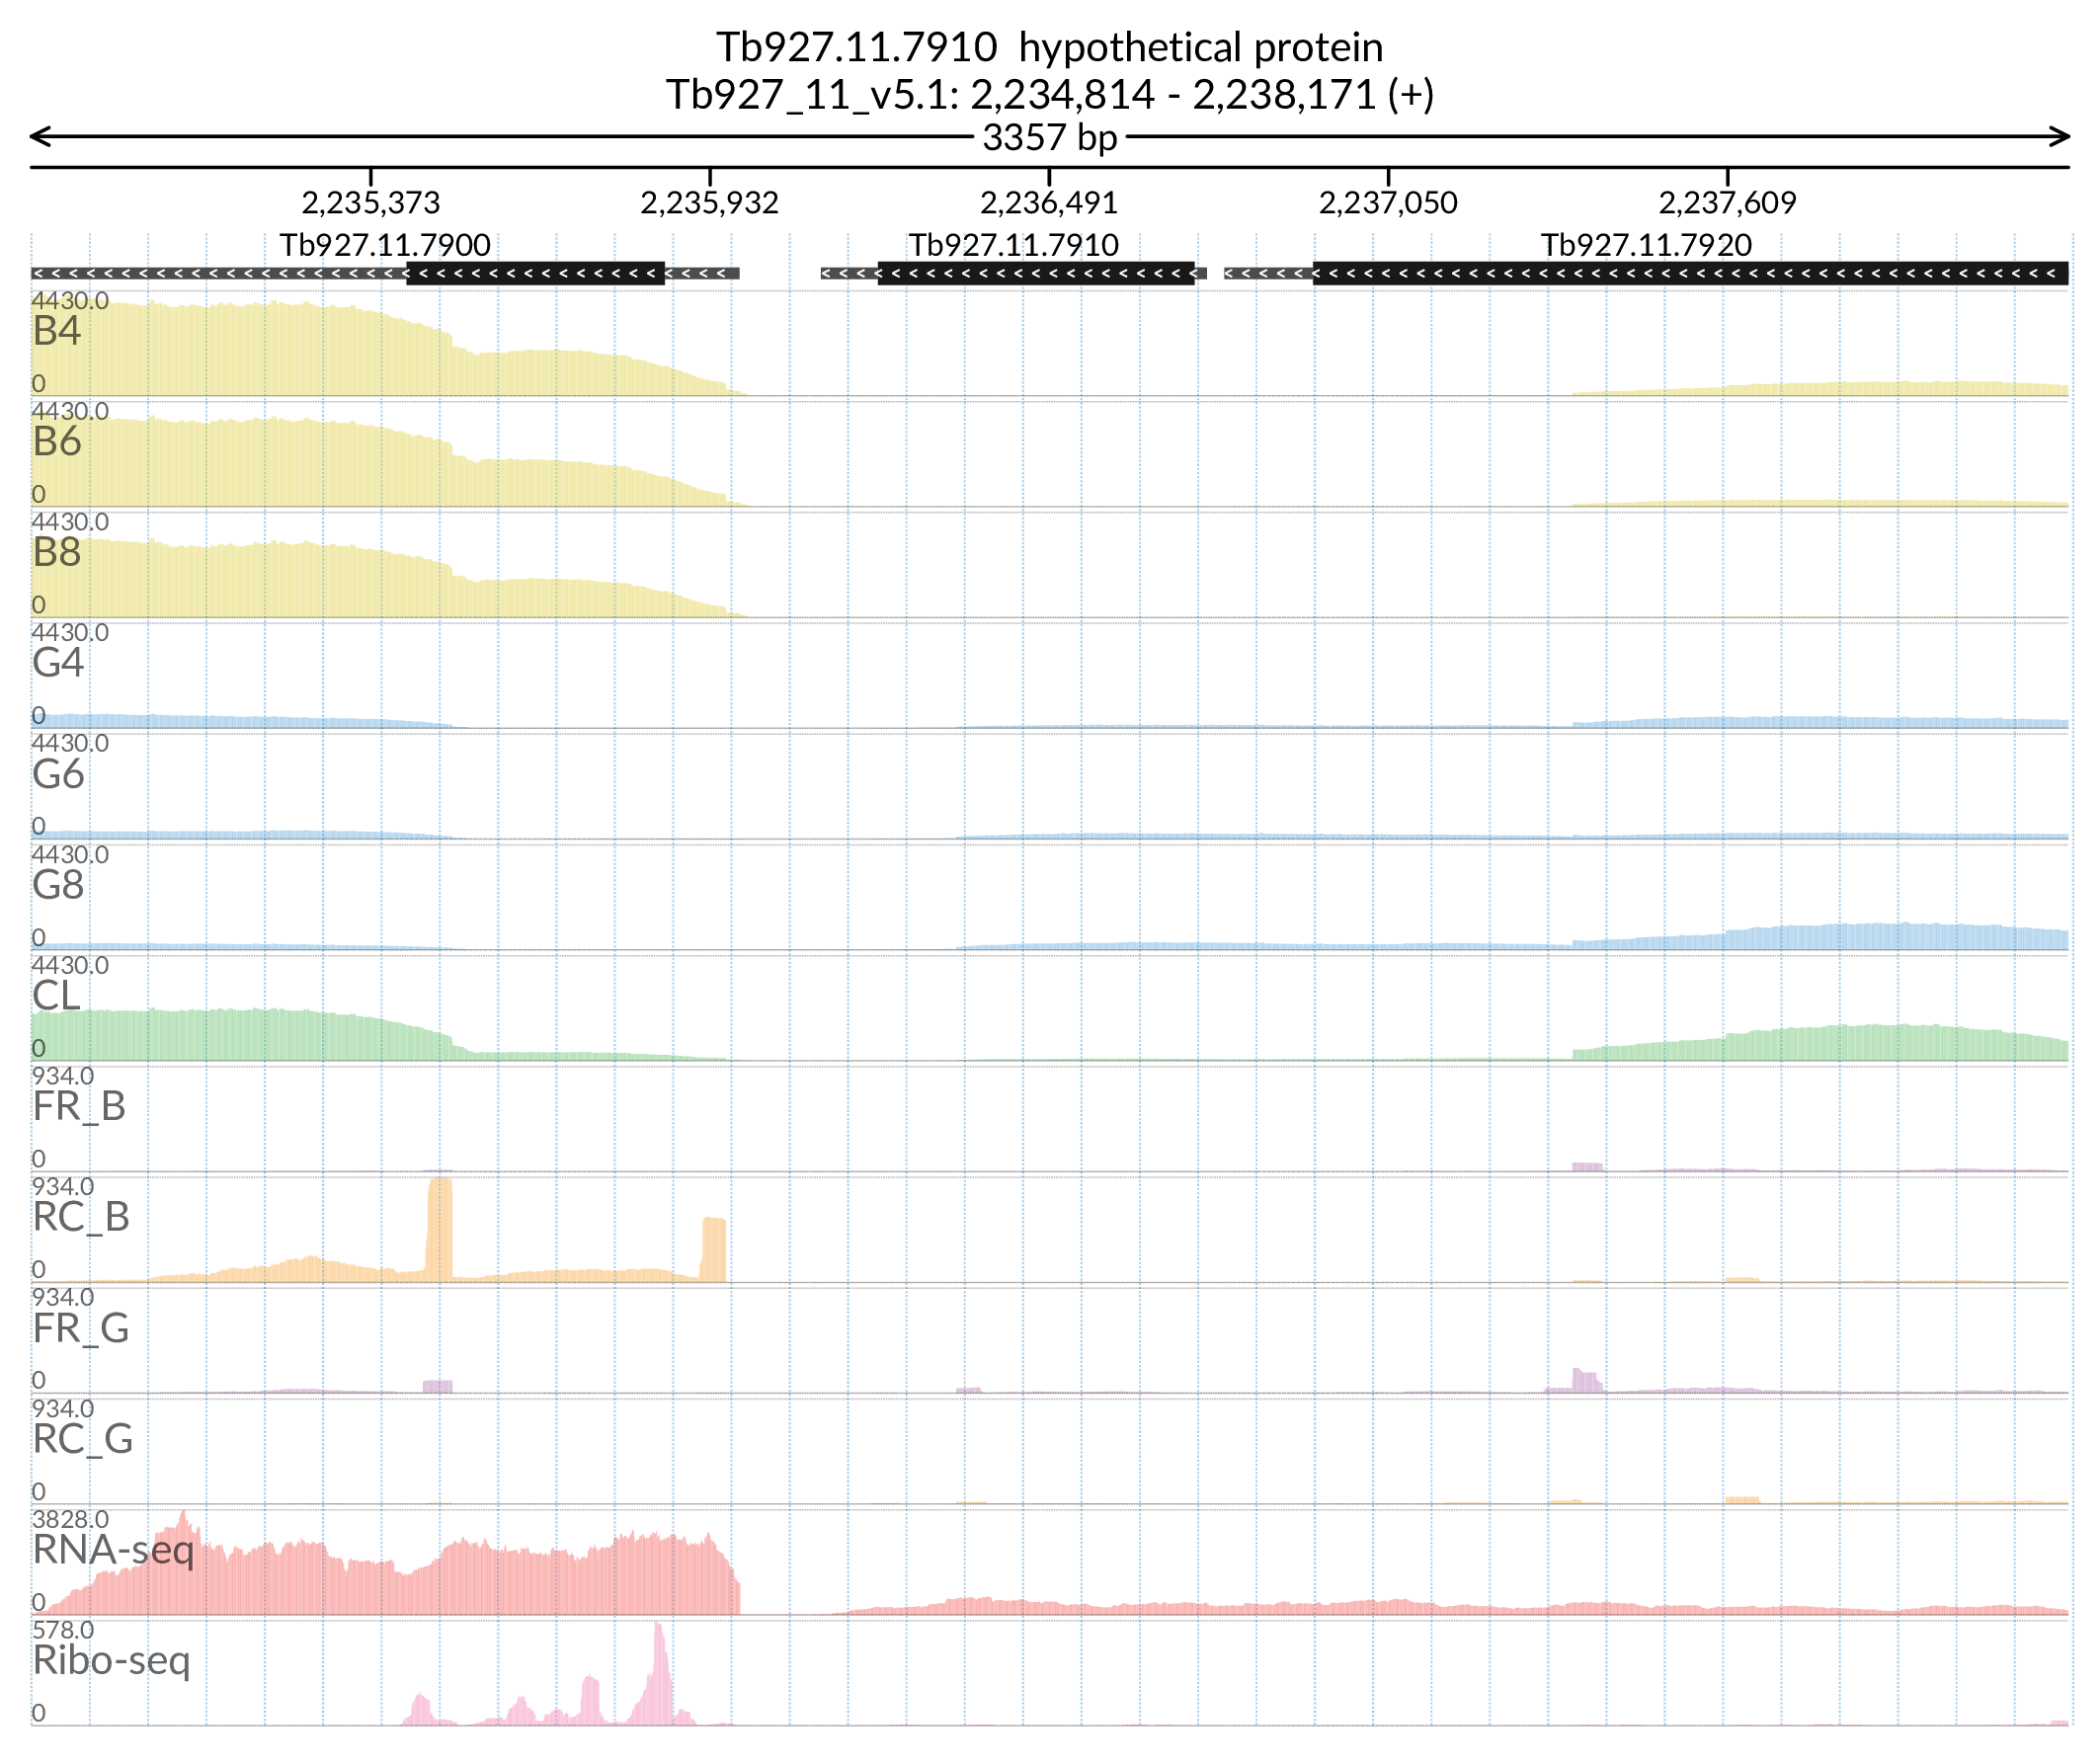 Tb927.11.7910 hypothetical protein
Tb927_11_v5.1: 2,234,814 - 2,238,171 (+)
3357 bp
2,235,373 2,235,932 2,236,491 2,237,050 2,237,609
Tb927.11.7900 Tb927.11.7910 Tb927.11.7920
4430.0
B4
0
4430.0
B6
0
4430.0
B8
0
4430.0
G4
0
4430.0
G6
0
4430.0
G8
0
4430.0
CL
0
934.0
FR_B
0
934.0
RC_B
0
934.0
FR_G
0
934.0
RC_G
0
3828.0
RNA-seq
0
578.0
Ribo-seq
0